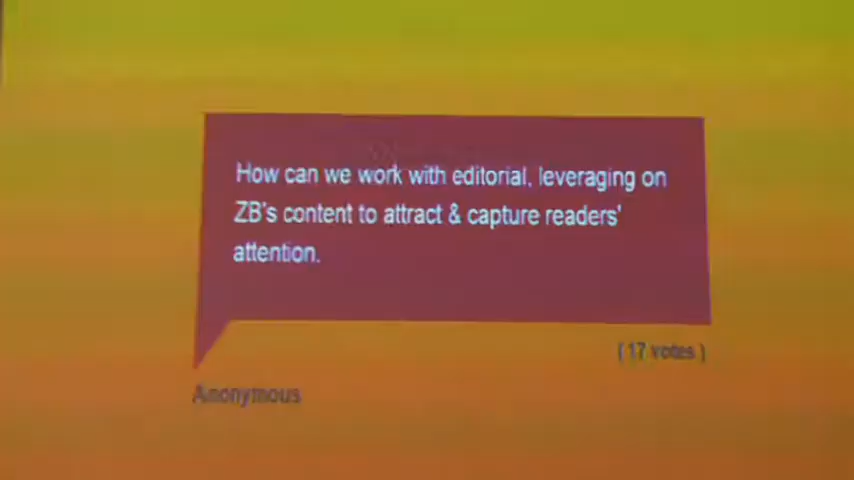 How can we work with editorial, leveraging on
ZB's content to attract & capture readers'
attention.
( 17 votes )
Anonymous